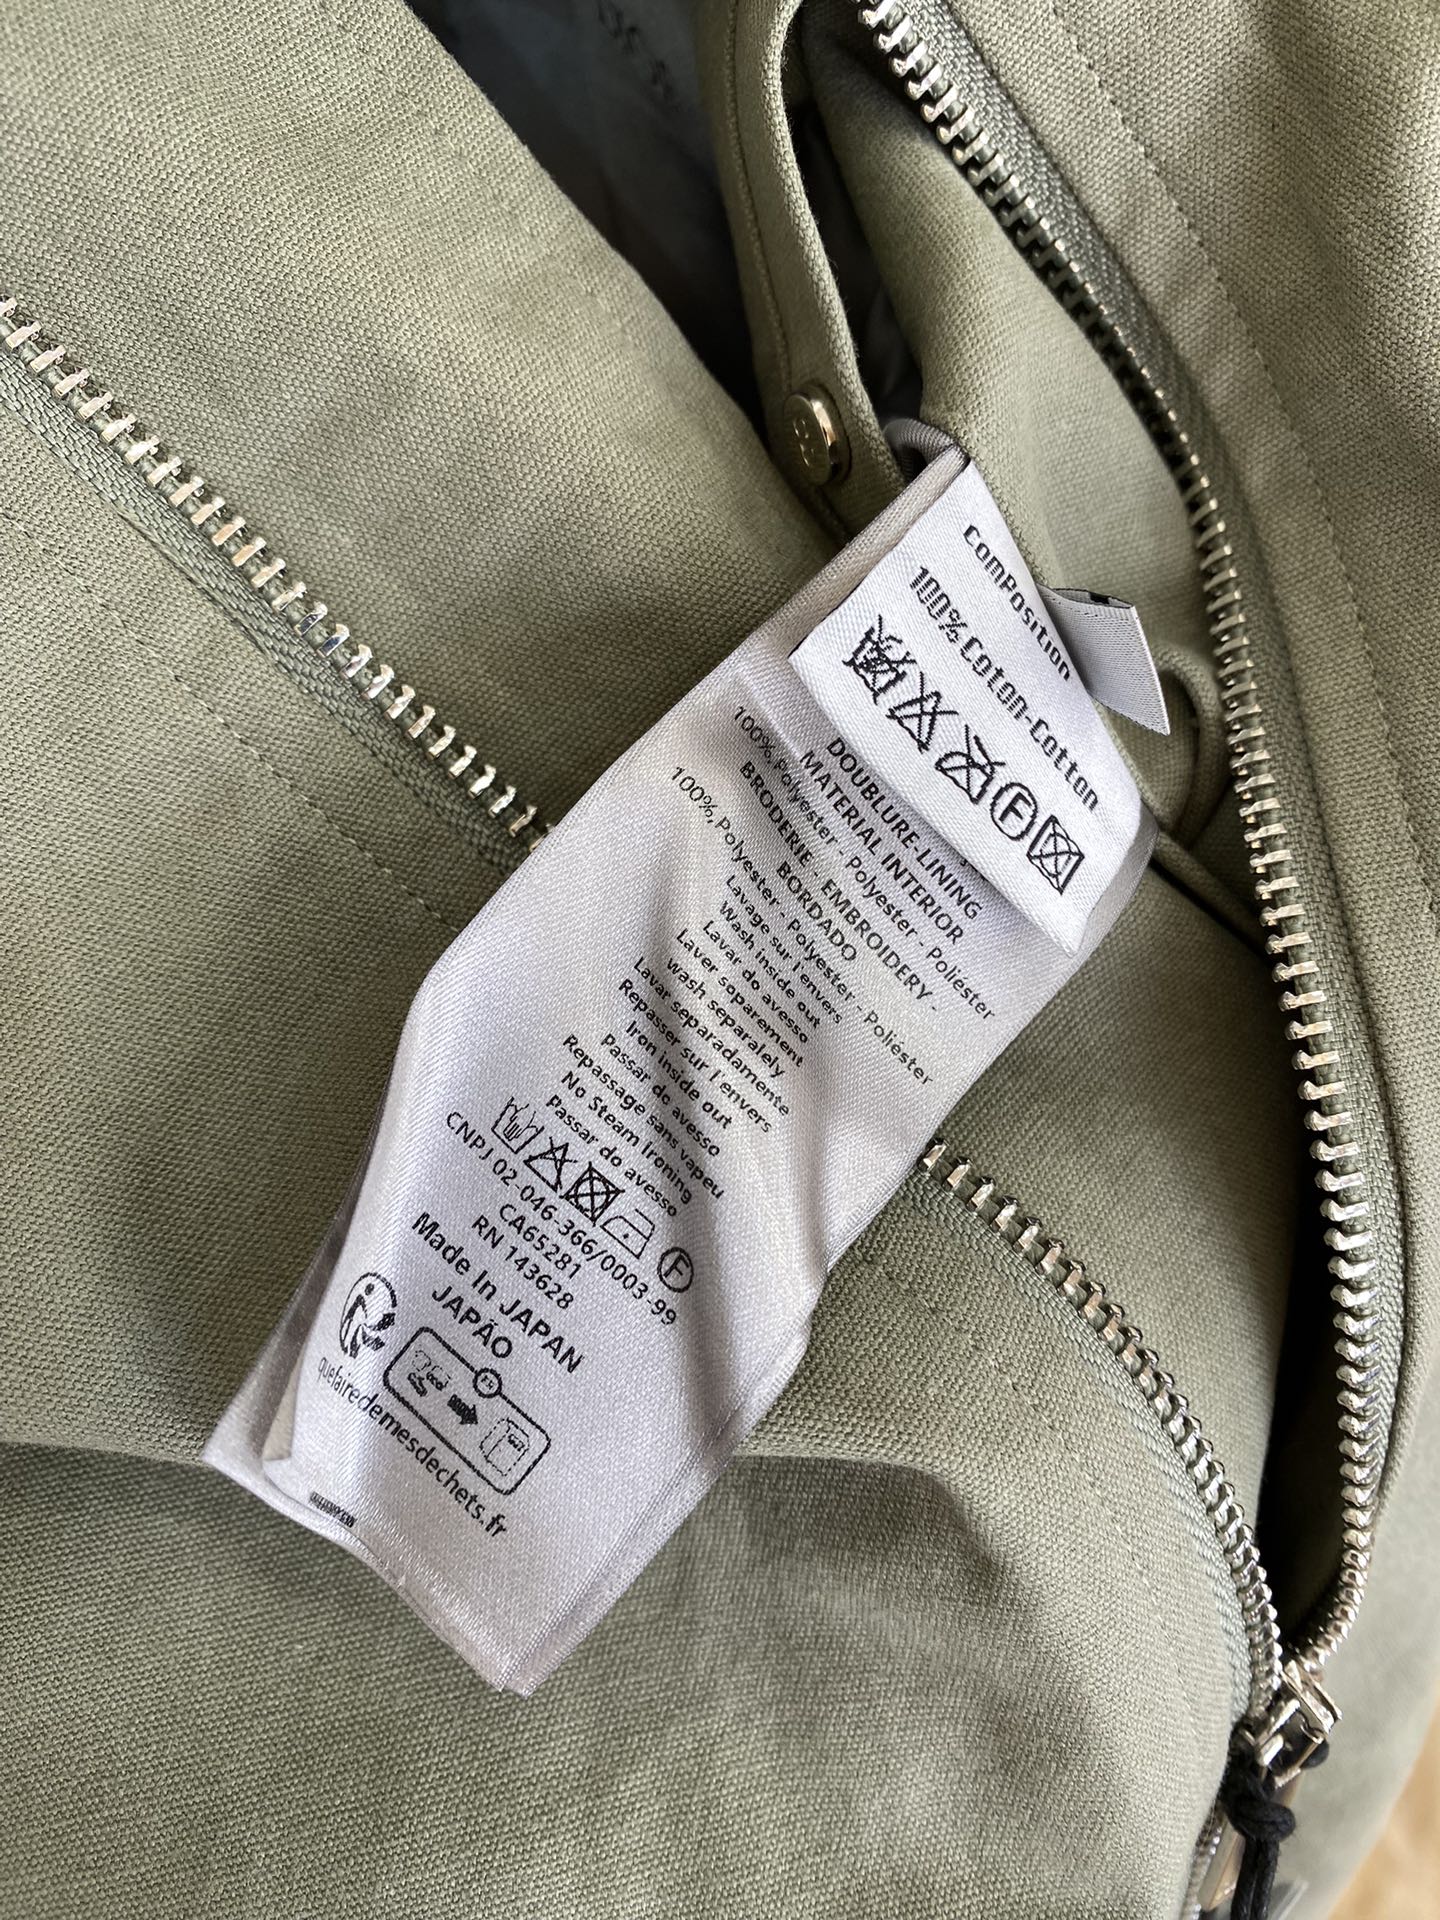 comPosition
100% Coton-Cotton
DOUBLURE-LINING
MATERIAL INTERIOR
100% Polyester - Polyester - Poliéster
BRODERIE - EMBROIDERY -
BORDADO
100% Polyester - Polyester - Poliéster
Lavage sur l'envers
Wash inside out
Lavar do avesso
Laver soparement
wash separalely
Lavar separadamente
Repasser sur l'envers
Iron inside out
Passar do avesso
Repassage sans vapeu
No Steam Ironing
Passar do avesso
F
F
CNPJ 02-046-366/0003-99
CA65281
RN 143628
Made In JAPAN
JAPÃO
FR
quefairedemesdechets.fr